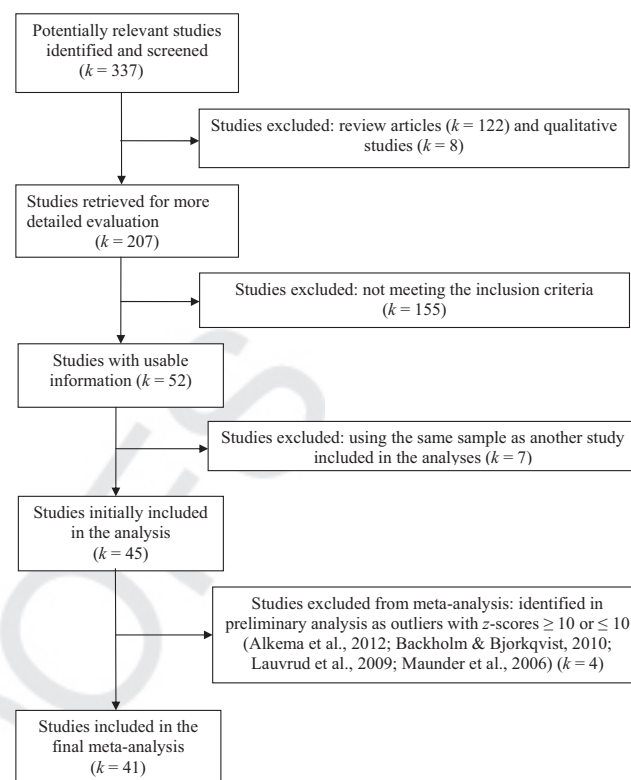 Potentially relevant studies
identified and screened
(k = 337)
Studies excluded: review articles (k = 122) and qualitative
studies (k = 8)
Studies retrieved for more
detailed evaluation
(k = 207)
Studies excluded: not meeting the inclusion criteria
(k = 155)
Studies with usable
information (k = 52)
Studies excluded: using the same sample as another study
included in the analyses (k = 7)
Studies initially included
in the analysis
(k = 45)
Studies excluded from meta-analysis: identified in
preliminary analysis as outliers with z-scores ≥ 10 or ≤ 10
(Alkema et al., 2012; Backholm & Bjorkqvist, 2010;
Lauvrud et al., 2009; Maunder et al., 2006) (k = 4)
Studies included in the
final meta-analysis
(k = 41)